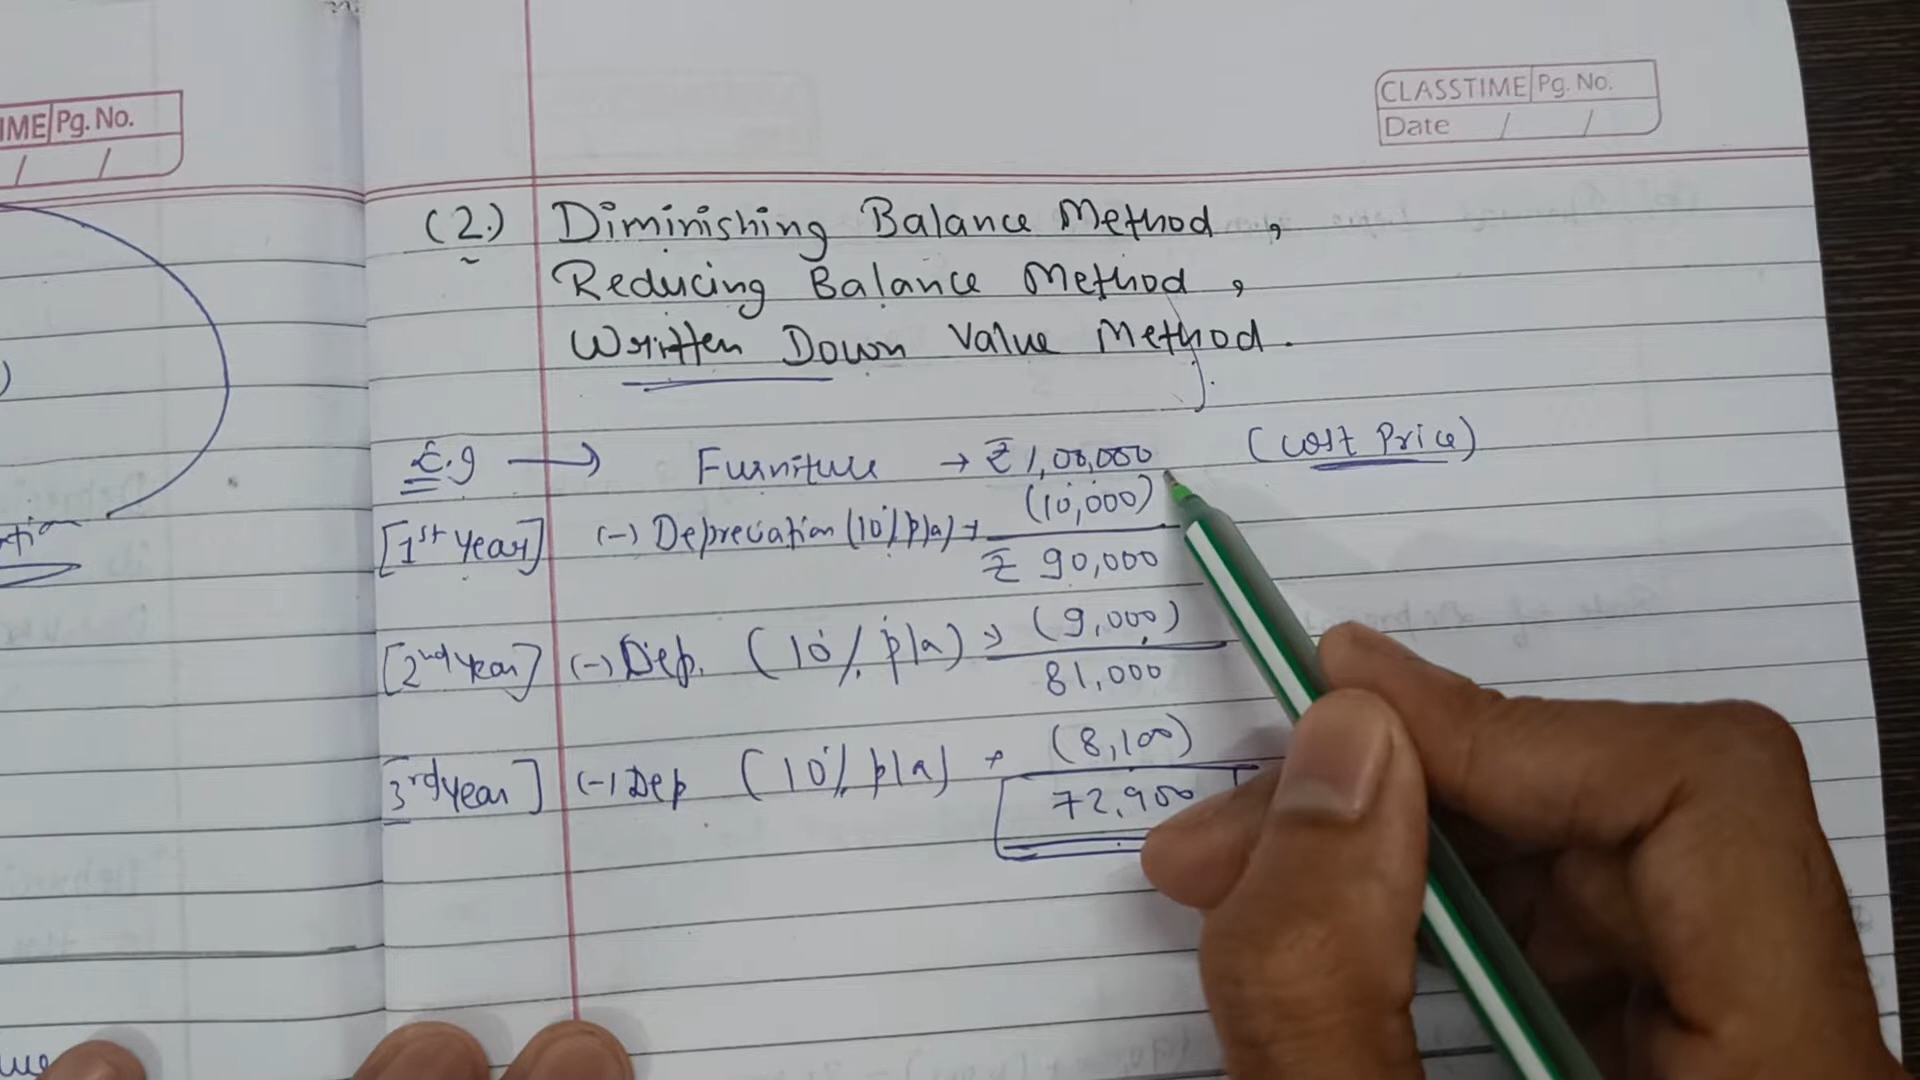 IME Pg. No.
/ /
CLASSTIME Pg. No.
Date / /
(2.) Diminishing Balance Method,
Reducing Balance Method,
Written Down Value Method.
E.g → Furniture → ₹1,00,000 (Cost Price)
[1st Year] (-) Depreciation (10% p/a) → (10,000)
₹ 90,000
[2nd Year] (-) Dep. (10% p/a) → (9,000)
81,000
3rd Year] (-) Dep (10% p/a) → (8,100)
72,900